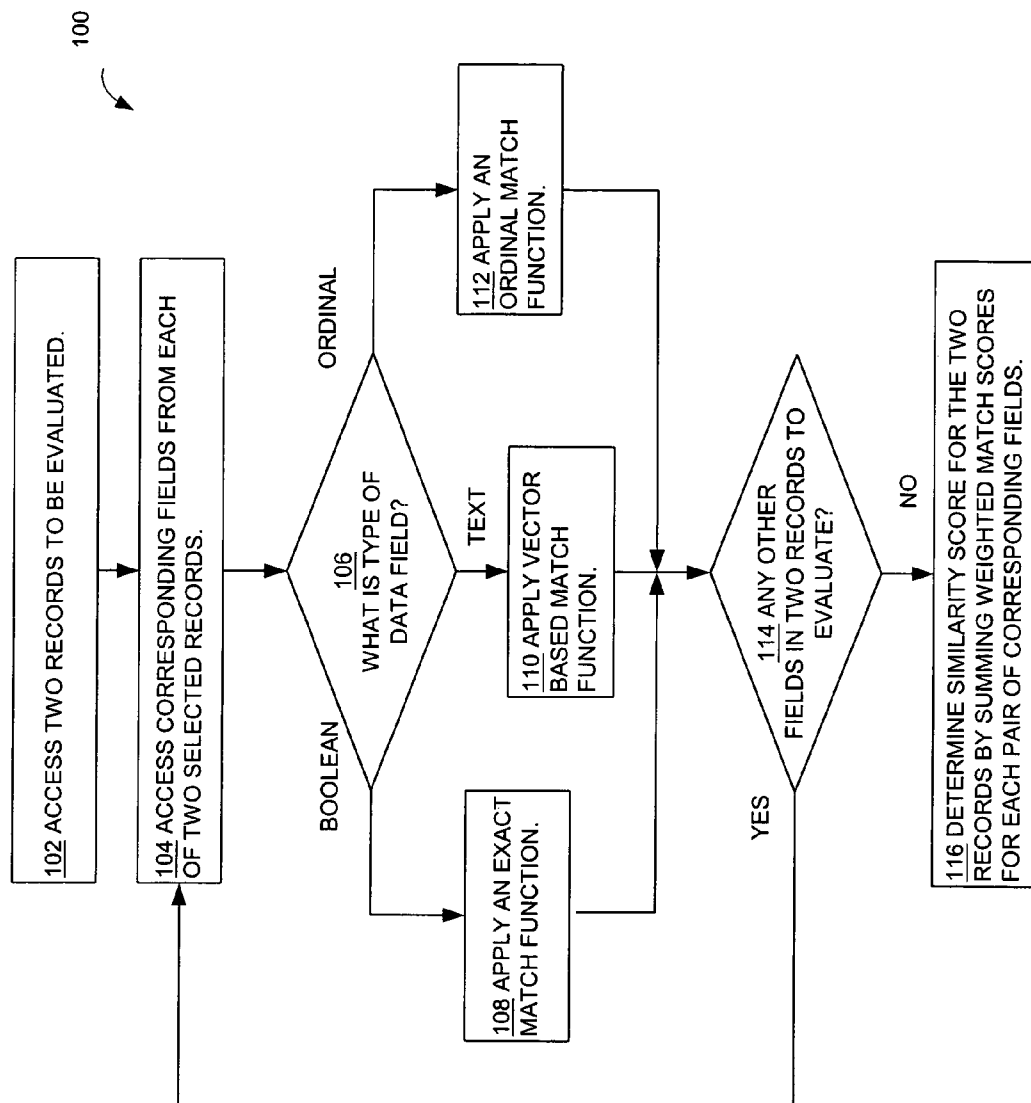 100
102 ACCESS TWO RECORDS TO BE EVALUATED.
104 ACCESS CORRESPONDING FIELDS FROM EACH
OF TWO SELECTED RECORDS.
106
WHAT IS TYPE OF
DATA FIELD?
BOOLEAN
TEXT
ORDINAL
108 APPLY AN EXACT
MATCH FUNCTION.
110 APPLY VECTOR
BASED MATCH
FUNCTION.
112 APPLY AN
ORDINAL MATCH
FUNCTION.
114 ANY OTHER
FIELDS IN TWO RECORDS TO
EVALUATE?
YES
NO
116 DETERMINE SIMILARITY SCORE FOR THE TWO
RECORDS BY SUMMING WEIGHTED MATCH SCORES
FOR EACH PAIR OF CORRESPONDING FIELDS.